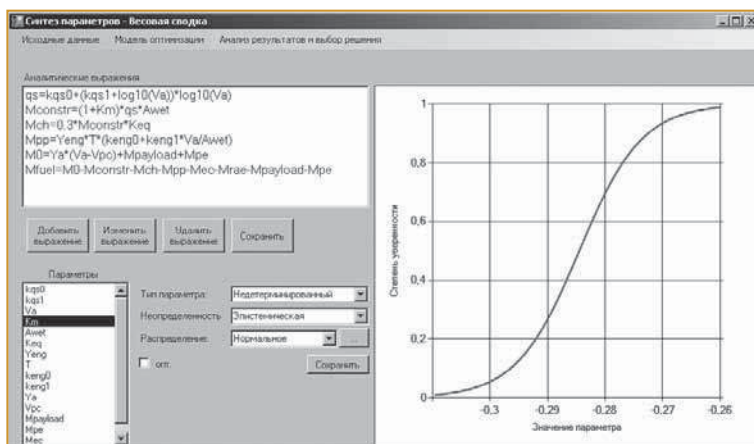 Синтез параметров - Весовая сводка
Исходные данные Модель оптимизации Анализ результатов и выбор решения
Аналитические выражения
qs=kqs0+(kqs1+log10(Va))*log10(Va)
Mconstr=(1+Km)*qs*Awet
Mch=0.3*Mconstr*Keq
Mpp=Yeng*T*(keng0+keng1*Va/Awet)
M0=Ya*(Va-Vpc)+Mpayload+Mpe
Mfuel=M0-Mconstr-Mch-Mpp-Mec-Mrae-Mpayload-Mpe
Добавить выражение
Изменить выражение
Удалить выражение
Сохранить
Параметры
kqs0
kqs1
Va
Km
Awet
Keq
Yeng
T
keng0
keng1
Ya
Vpc
Mpayload
Mpe
Mec
Тип параметра: Недетерминированный
Неопределенность Эпистеническая
Распределение: Нормальное ...
опт.
Сохранить
Степень уверенности
1
0,8
0,6
0,4
0,2
0
-0,3 -0,29 -0,28 -0,27 -0,26
Значение параметра